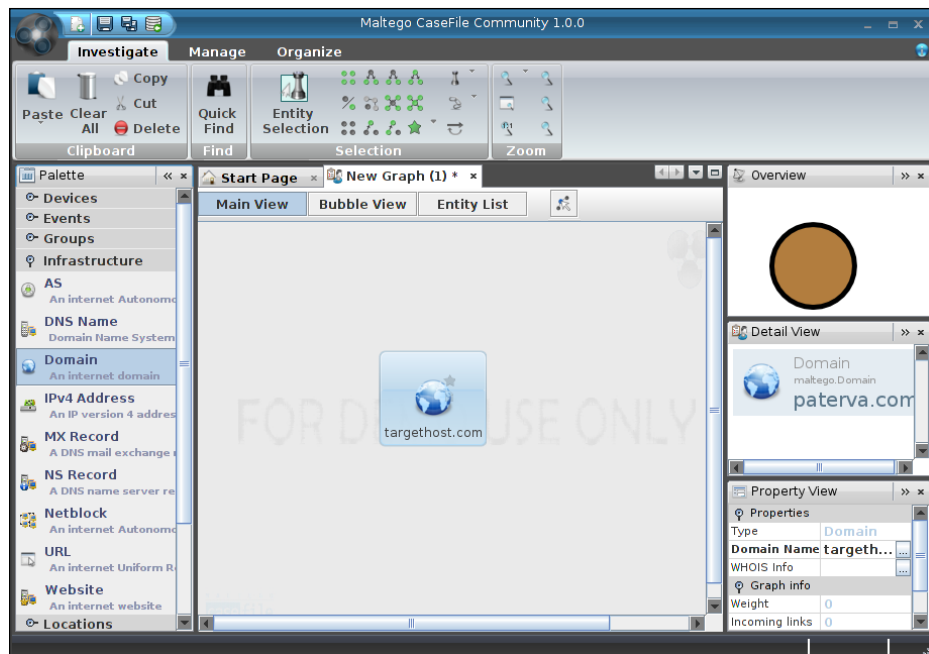 Maltego CaseFile Community 1.0.0
Investigate Manage Organize
Copy
Cut
Delete
Paste Clear All
Quick Find
Entity Selection
Clipboard Find Selection Zoom
Palette
Devices
Events
Groups
Infrastructure
AS
An internet Autonomo
DNS Name
Domain Name System
Domain
An internet domain
IPv4 Address
An IP version 4 addres
MX Record
A DNS mail exchange
NS Record
A DNS name server re
Netblock
An internet Autonomo
URL
An internet Uniform R
Website
An internet website
Locations
Start Page New Graph (1) *
Main View Bubble View Entity List
targethost.com
Overview
Detail View
Domain
maltego.Domain
paterva.com
Property View
Properties
Type Domain
Domain Name targeth...
WHOIS Info
Graph info
Weight 0
Incoming links 0